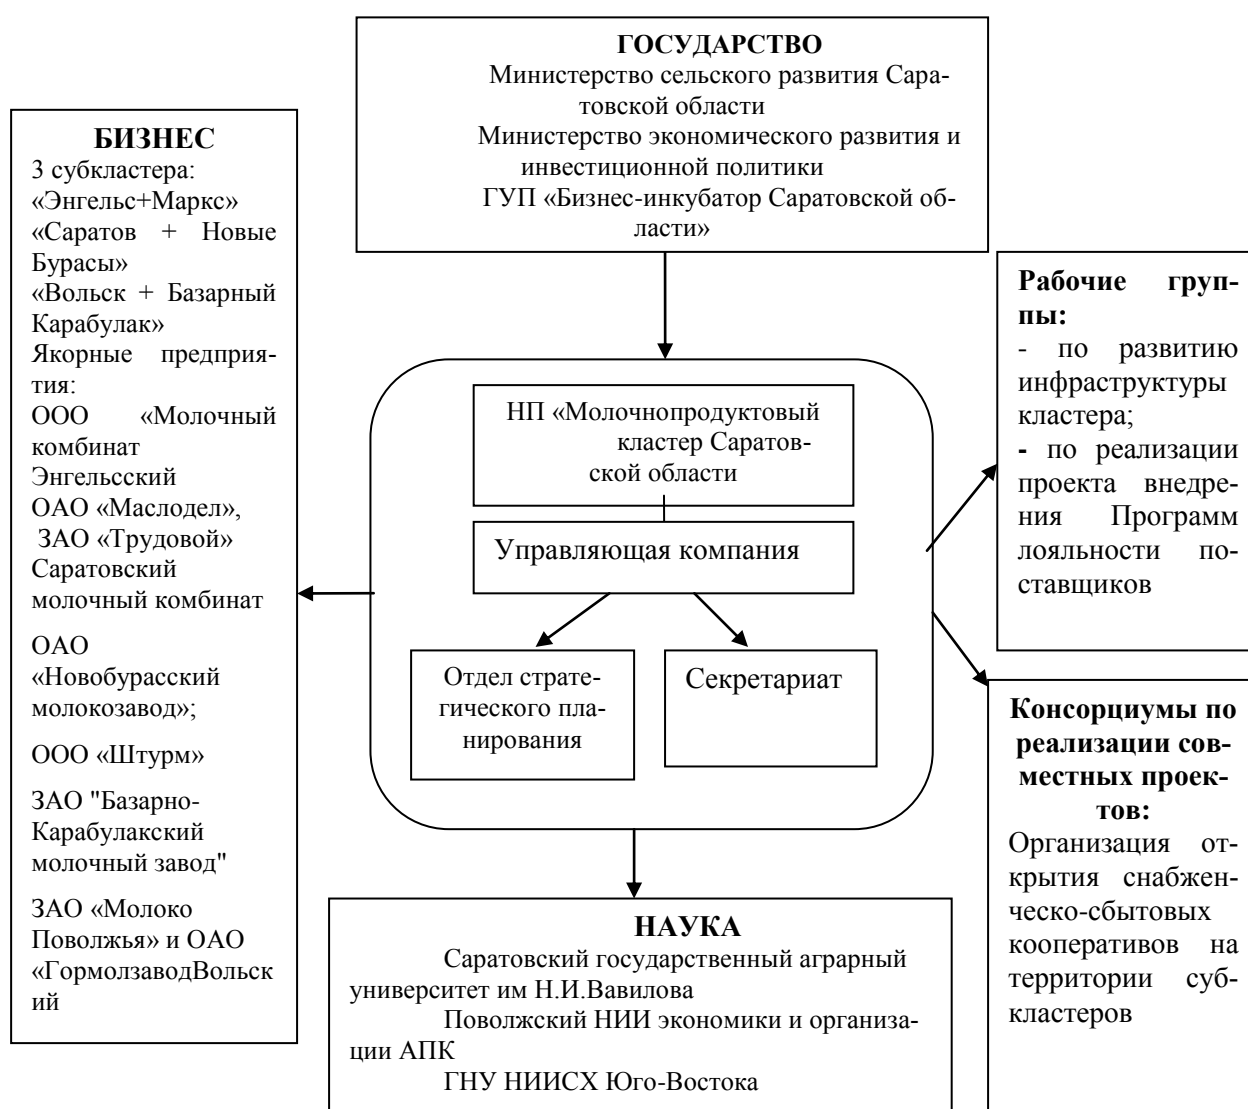 ГОСУДАРСТВО
Министерство сельского развития Сара-
товской области
Министерство экономического развития и
инвестиционной политики
ГУП «Бизнес-инкубатор Саратовской об-
ласти»
БИЗНЕС
3 субкластера:
«Энгельс+Маркс»
«Саратов + Новые
Бурасы»
«Вольск + Базарный
Карабулак»
Якорные предприя-
тия:
ООО «Молочный
комбинат
Энгельсский
ОАО «Маслодел»,
ЗАО «Трудовой»
Саратовский
молочный комбинат
ОАО
«Новобурасский
молокозавод»;
ООО «Штурм»
ЗАО "Базарно-
Карабулакский
молочный завод"
ЗАО «Молоко
Поволжья» и ОАО
«ГормолзаводВольск
ий
НП «Молочнопродуктовый
кластер Саратов-
ской области
Управляющая компания
Отдел страте-
гического пла-
нирования
Секретариат
Рабочие груп-
пы:
- по развитию
инфраструктуры
кластера;
- по реализации
проекта внедре-
ния Программ
лояльности по-
ставщиков
Консорциумы по
реализации сов-
местных проек-
тов:
Организация от-
крытия снабжен-
ческо-сбытовых
кооперативов на
территории суб-
кластеров
НАУКА
Саратовский государственный аграрный
университет им Н.И.Вавилова
Поволжский НИИ экономики и организа-
ции АПК
ГНУ НИИСХ Юго-Востока